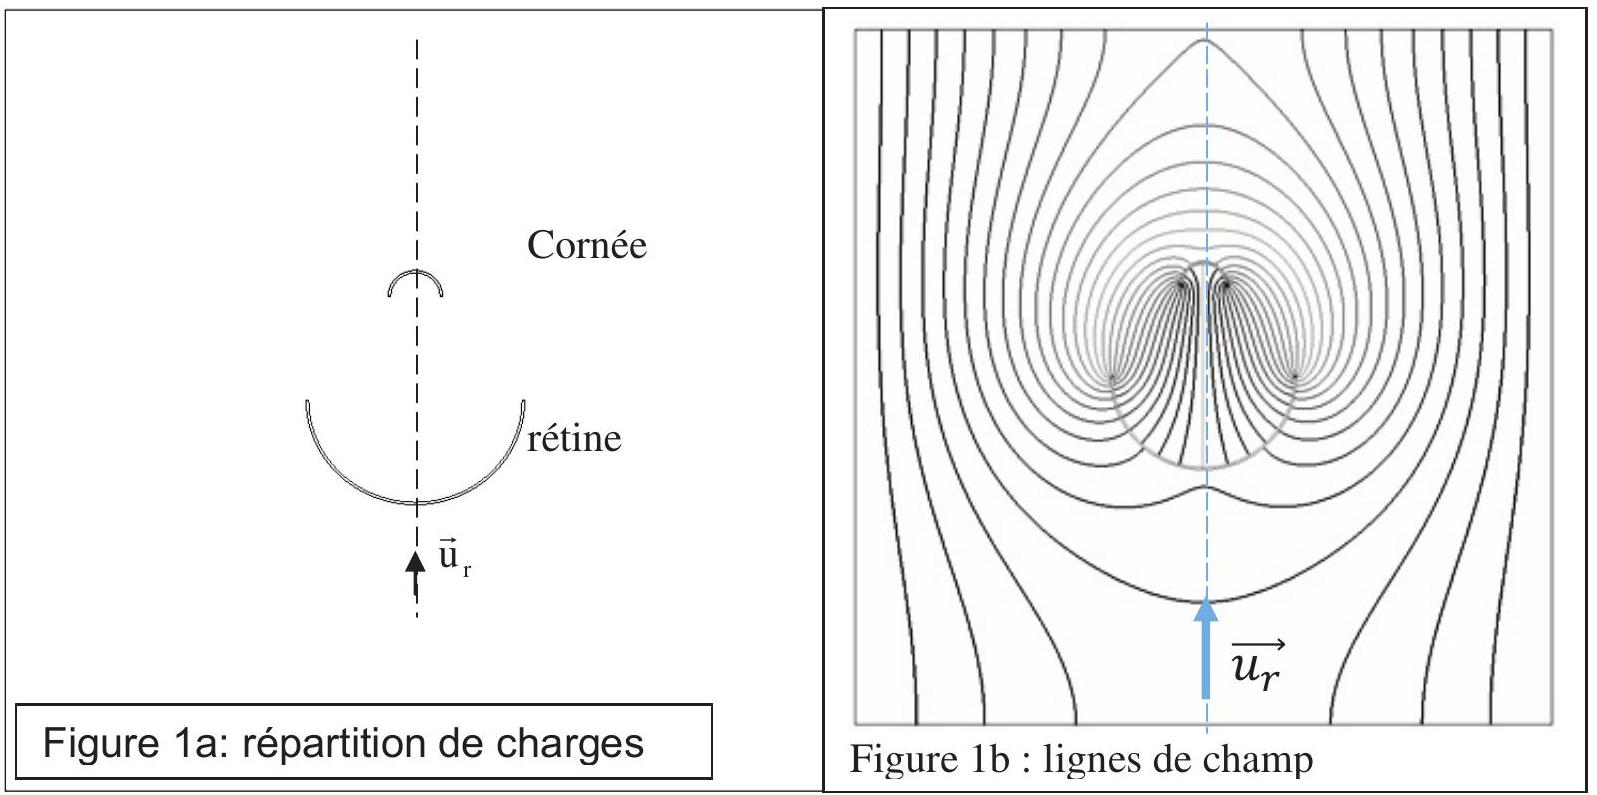 Cornée
rétine
u⃗ r
Figure 1a: répartition de charges
u⃗r
Figure 1b : lignes de champ